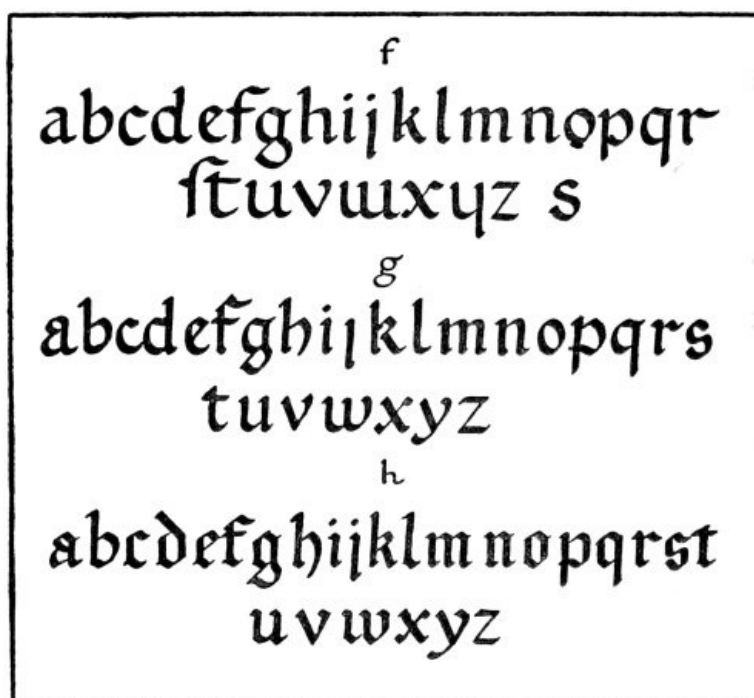 f
abcdefghijklmnopqr
ſtuvwxyz s
g
abcdefghijklmnopqrs
tuvwxyz
h
abcdefghijklmnopqrst
uvwxyz